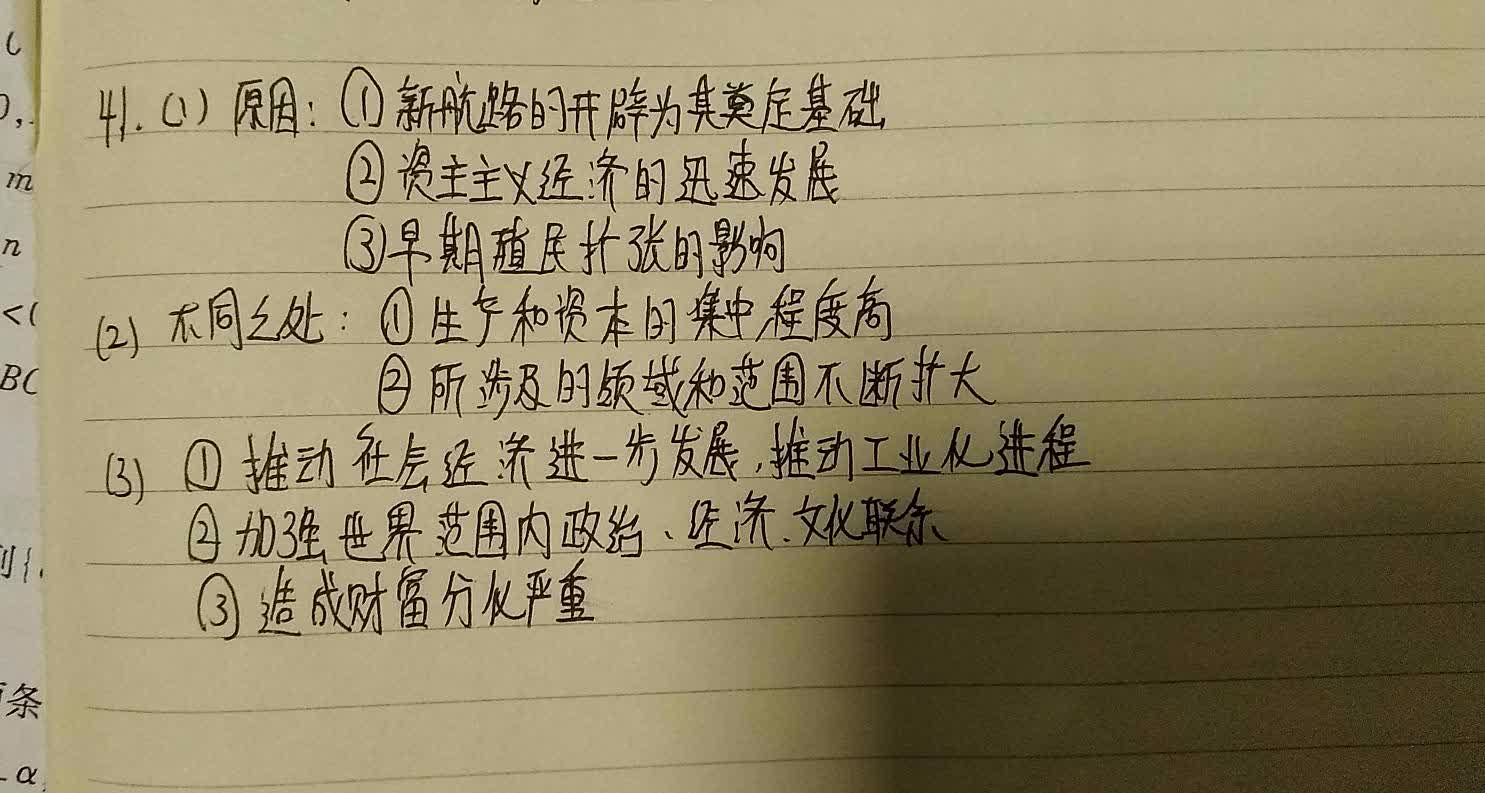 41. (1) 原因: ①新航路的开辟为其奠定基础
②资主主义经济的迅速发展
③早期殖民扩张的影响
(2) 不同之处: ①生产和资本的集中程度高
②所涉及的领域和范围不断扩大
(3) ①推动社会经济进一步发展,推动工业化进程
②加强世界范围内政治、经济、文化联系
③造成财富分化严重
m
n
<(
BC
条
α